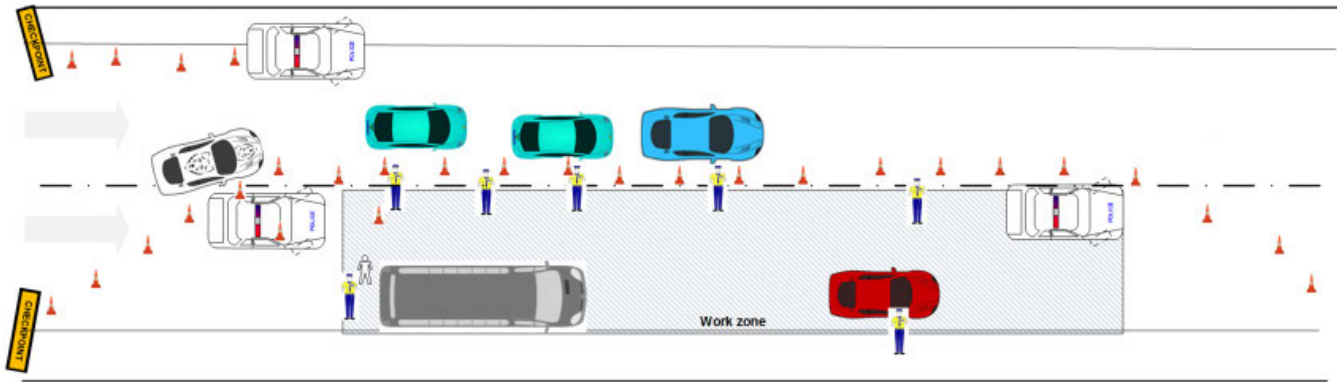 CHECKPOINT
POLICE
POLICE
POLICE
CHECKPOINT
Work zone